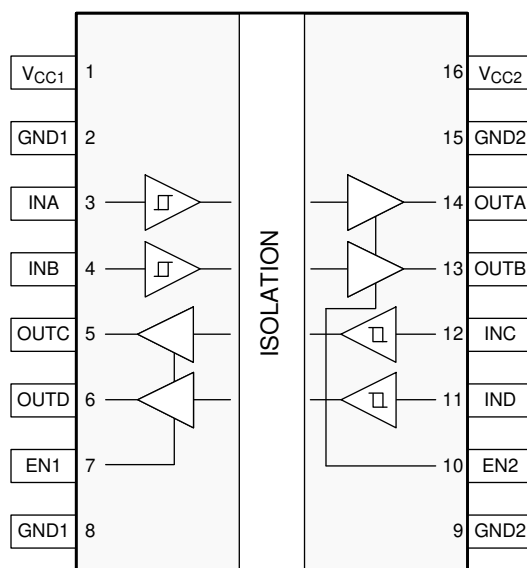 VCC1 1 16 VCC2
GND1 2 15 GND2
INA 3 14 OUTA
INB 4 13 OUTB
ISOLATION
OUTC 5 12 INC
OUTD 6 11 IND
EN1 7 10 EN2
GND1 8 9 GND2